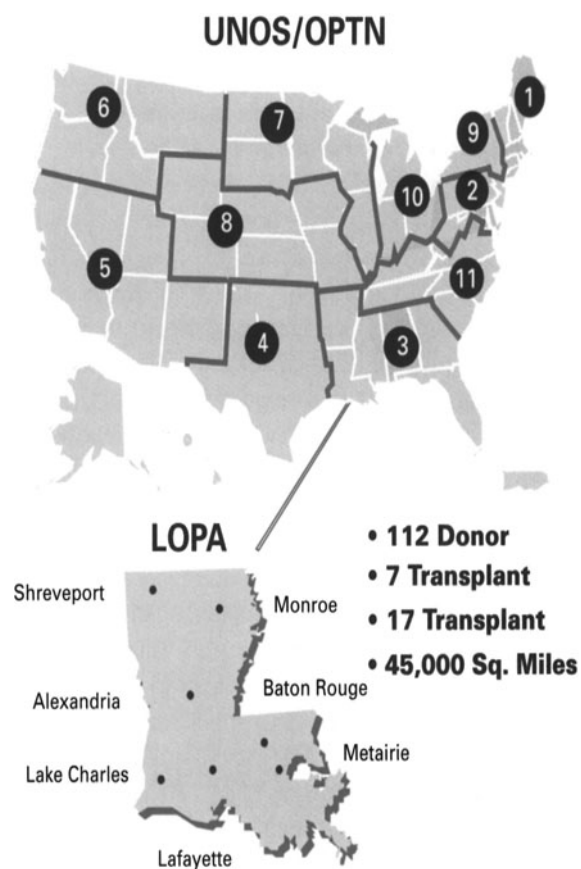 UNOS/OPTN
1
6
7
9
2
10
8
11
5
4
3
LOPA
• 112 Donor
• 7 Transplant
• 17 Transplant
• 45,000 Sq. Miles
Shreveport
Monroe
Alexandria
Baton Rouge
Metairie
Lake Charles
Lafayette